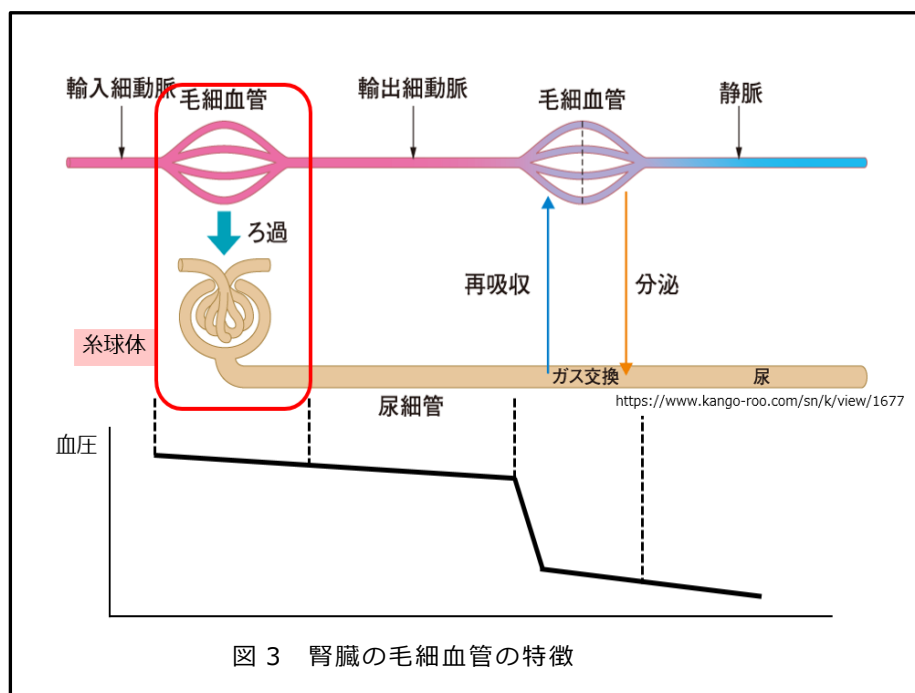 輸入細動脈
毛細血管
輸出細動脈
毛細血管
静脈
ろ過
再吸収
分泌
糸球体
ガス交換
尿
尿細管
https://www.kango-roo.com/sn/k/view/1677
血圧
図 3 腎臓の毛細血管の特徴